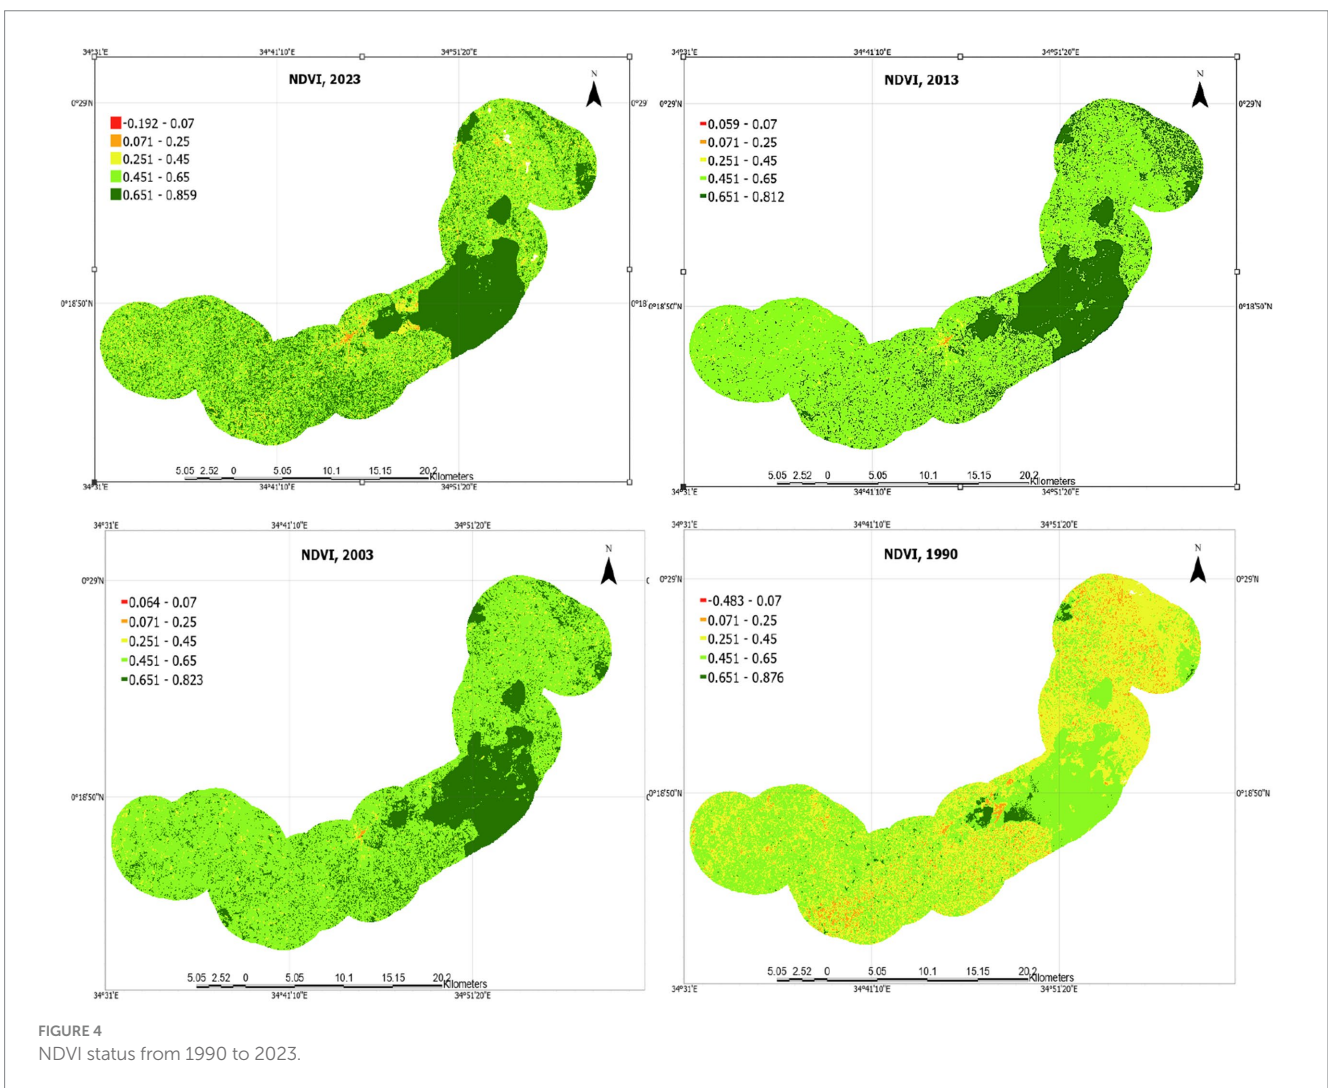 34°31'E 34°41'10"E 34°51'20"E
NDVI, 2023
N
0°29'N 0°29'
-0.192 - 0.07
0.071 - 0.25
0.251 - 0.45
0.451 - 0.65
0.651 - 0.859
0°18'50"N 0°18'
5.05 2.52 0 5.05 10.1 15.15 20.2
Kilometers
34°31'E 34°41'10"E 34°51'20"E
34°31'E 34°41'10"E 34°51'20"E
NDVI, 2013
N
0°29'N 0°29'N
0.059 - 0.07
0.071 - 0.25
0.251 - 0.45
0.451 - 0.65
0.651 - 0.812
0°18'50"N 0°18'50"N
5.05 2.52 0 5.05 10.1 15.15 20.2
Kilometers
34°31'E 34°41'10"E 34°51'20"E
34°31'E 34°41'10"E 34°51'20"E
NDVI, 2003
N
0°29'N
0.064 - 0.07
0.071 - 0.25
0.251 - 0.45
0.451 - 0.65
0.651 - 0.823
0°18'50"N
5.05 2.52 0 5.05 10.1 15.15 20.2
Kilometers
34°31'E 34°41'10"E 34°51'20"E
34°31'E 34°41'10"E 34°51'20"E
NDVI, 1990
N
0°29'N 0°29'N
-0.483 - 0.07
0.071 - 0.25
0.251 - 0.45
0.451 - 0.65
0.651 - 0.876
0°18'50"N 0°18'50"N
5.05 2.52 0 5.05 10.1 15.15 20.2
Kilometers
34°31'E 34°41'10"E 34°51'20"E
FIGURE 4
NDVI status from 1990 to 2023.